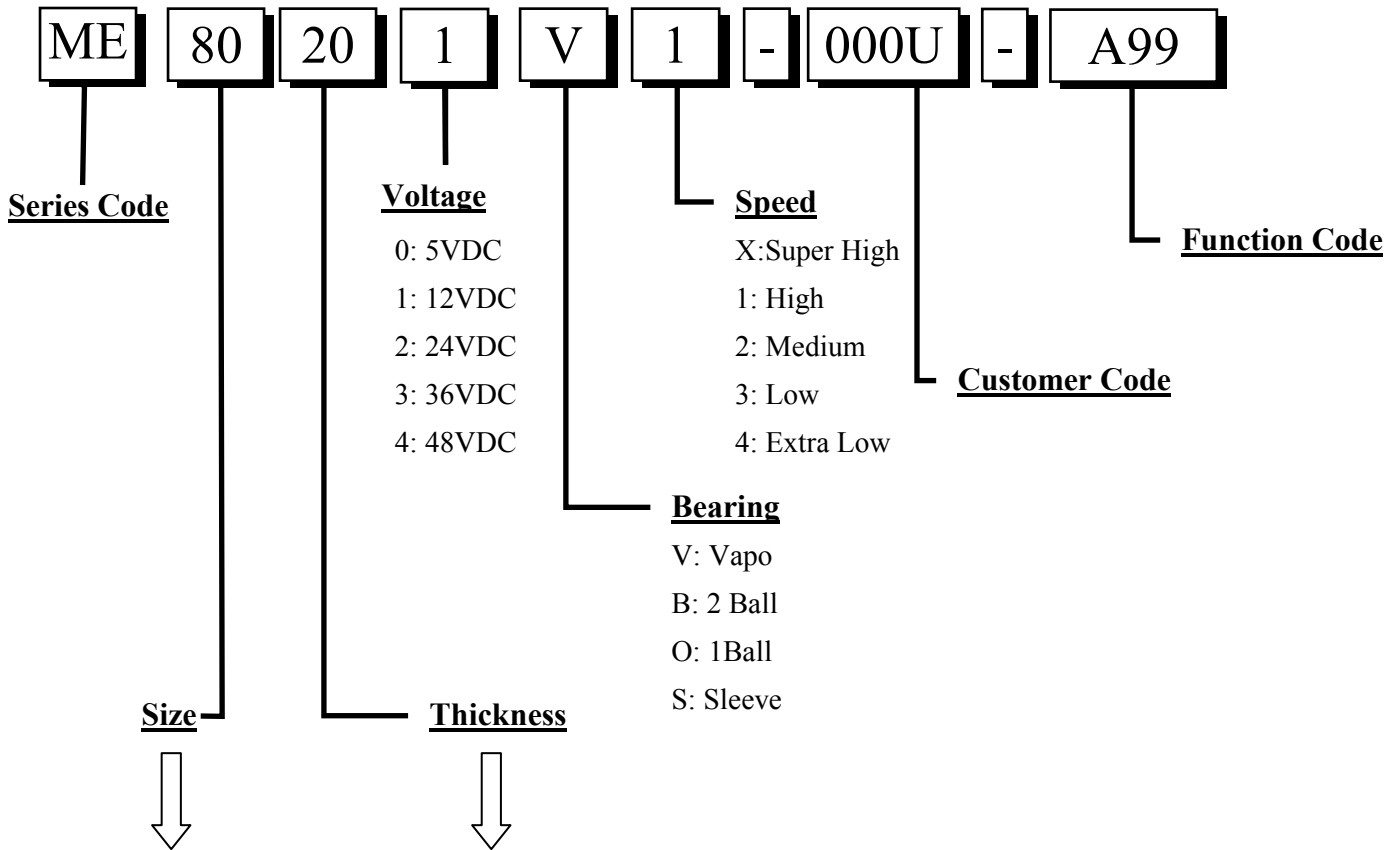 ME 80 20 1 V 1 - 000U - A99
Series Code
Voltage
0: 5VDC
1: 12VDC
2: 24VDC
3: 36VDC
4: 48VDC
Speed
X:Super High
1: High
2: Medium
3: Low
4: Extra Low
Function Code
Customer Code
Bearing
V: Vapo
B: 2 Ball
O: 1Ball
S: Sleeve
Size
Thickness